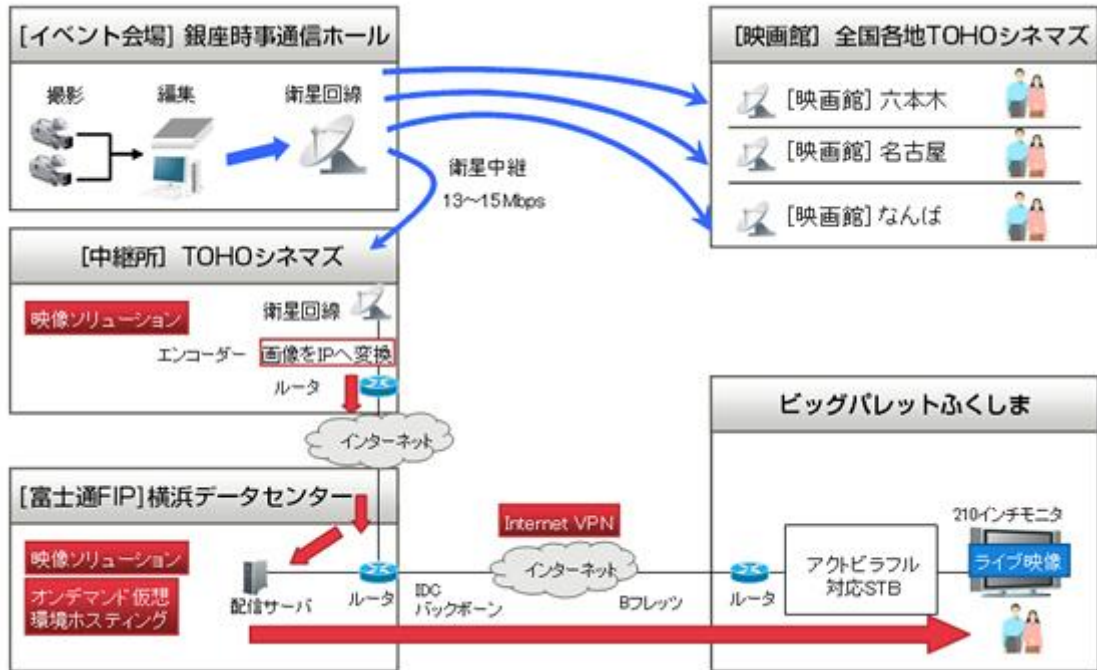 [イベント会場] 銀座時事通信ホール
撮影
編集
衛星回線
衛星中継
13～15Mbps
[映画館] 全国各地TOHOシネマズ
[映画館] 六本木
[映画館] 名古屋
[映画館] なんば
[中継所] TOHOシネマズ
映像ソリューション
衛星回線
エンコーダー
画像をIPへ変換
ルータ
インターネット
[富士通FIP]横浜データセンター
映像ソリューション
オンデマンド仮想
環境ホスティング
配信サーバ
ルータ
IDC
バックボーン
Internet VPN
インターネット
Bフレッツ
ビッグパレットふくしま
ルータ
アクトビラフル
対応STB
210インチモニタ
ライブ映像